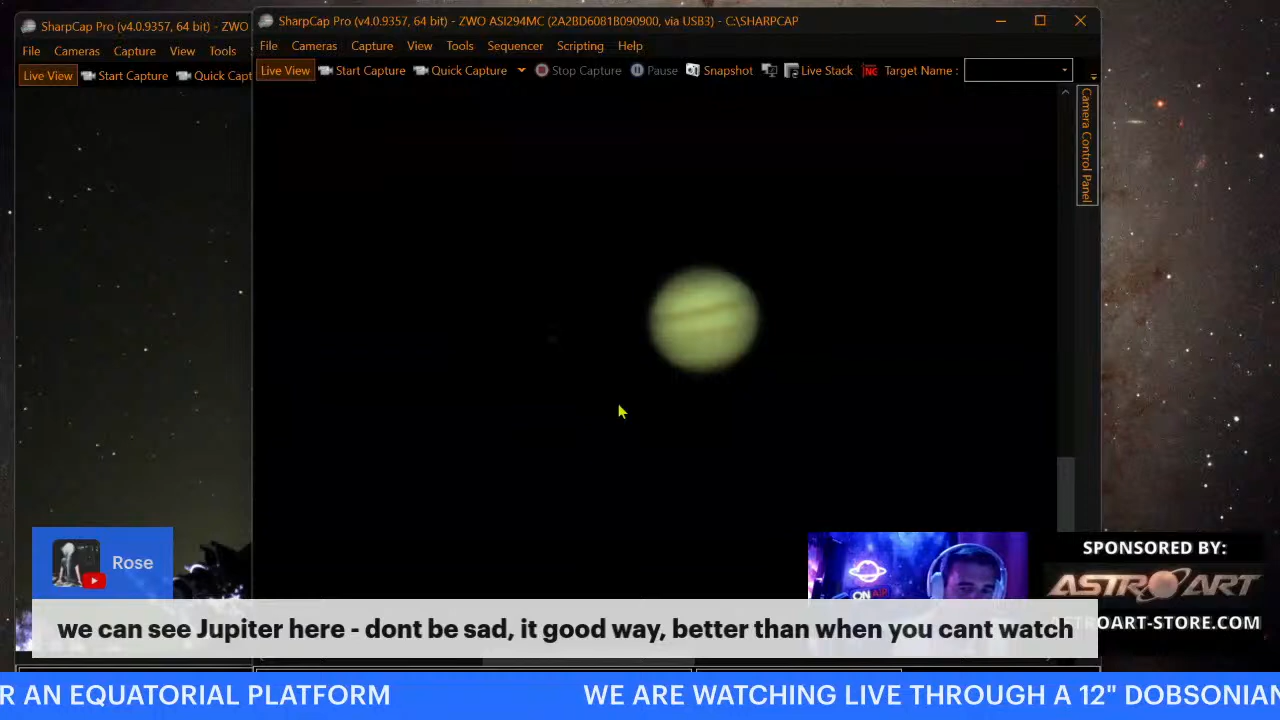 SharpCap Pro (v4.0.9357, 64 bit) - ZWO
File Cameras Capture View Tools
Live View Start Capture Quick Capt
SharpCap Pro (v4.0.9357, 64 bit) - ZWO ASI294MC (2A2BD6081B090900, via USB3) - C:\SHARPCAP
File Cameras Capture View Tools Sequencer Scripting Help
Live View Start Capture Quick Capture Stop Capture Pause Snapshot Live Stack Target Name :
Camera Control Panel
Rose
ON AIR
SPONSORED BY:
ASTROART
TROART-STORE.COM
we can see Jupiter here - dont be sad, it good way, better than when you cant watch
R AN EQUATORIAL PLATFORM WE ARE WATCHING LIVE THROUGH A 12" DOBSONIAN